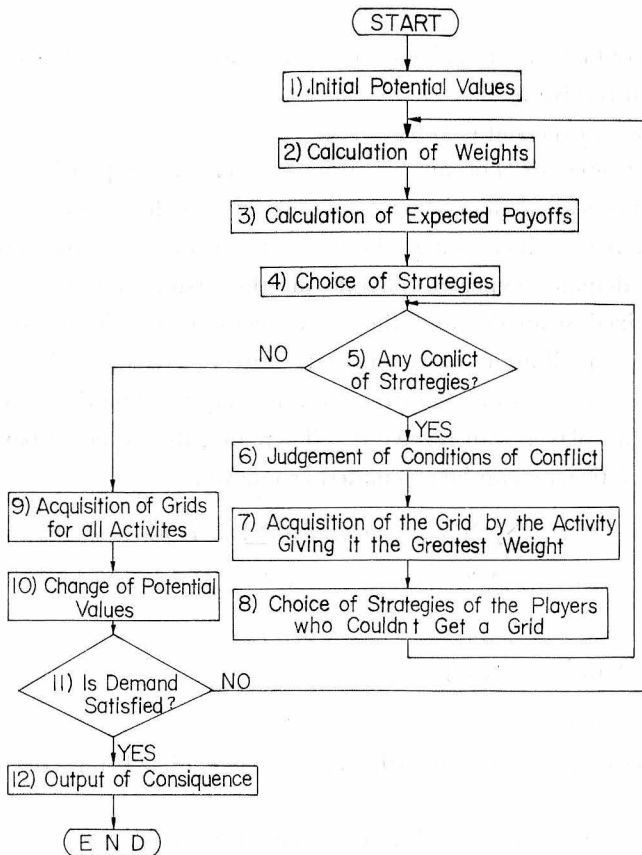 START
1) Initial Potential Values
2) Calculation of Weights
3) Calculation of Expected Payoffs
4) Choice of Strategies
5) Any Conlict
of Strategies?
NO
YES
6) Judgement of Conditions of Conflict
7) Acquisition of the Grid by the Activity
Giving it the Greatest Weight
8) Choice of Strategies of the Players
who Couldn t Get a Grid
9) Acquisition of Grids
for all Activites
10) Change of Potential
Values
11) Is Demand
Satisfied?
NO
YES
12) Output of Consiquence
E N D